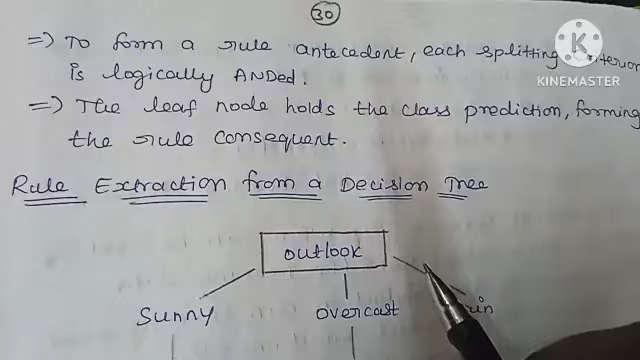 30
=> To form a rule antecedent, each splitting
is logically ANDed.
KINEMASTER
=> The leaf node holds the class prediction, forming
the rule consequent.
Rule Extraction from a Decision Tree
outlook
Sunny overcast